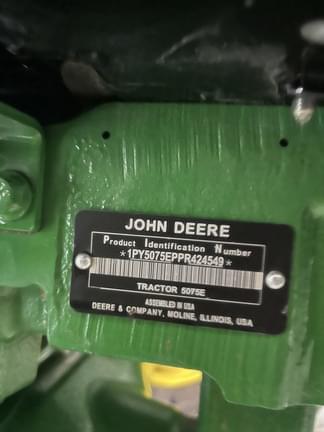 JOHN DEERE
Product Identification Number
*1PY5075EPPR424549*
TRACTOR 5075E
ASSEMBLED IN USA
DEERE & COMPANY, MOLINE, ILLINOIS, USA